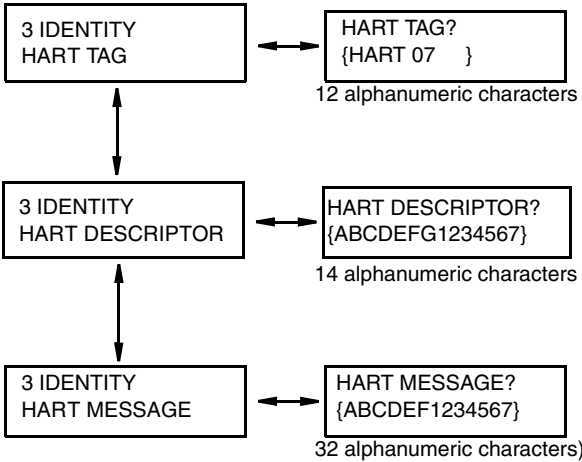 3 IDENTITY
HART TAG
HART TAG?
{HART 07     }
12 alphanumeric characters
3 IDENTITY
HART DESCRIPTOR
HART DESCRIPTOR?
{ABCDEFG1234567}
14 alphanumeric characters
3 IDENTITY
HART MESSAGE
HART MESSAGE?
{ABCDEF1234567}
32 alphanumeric characters)